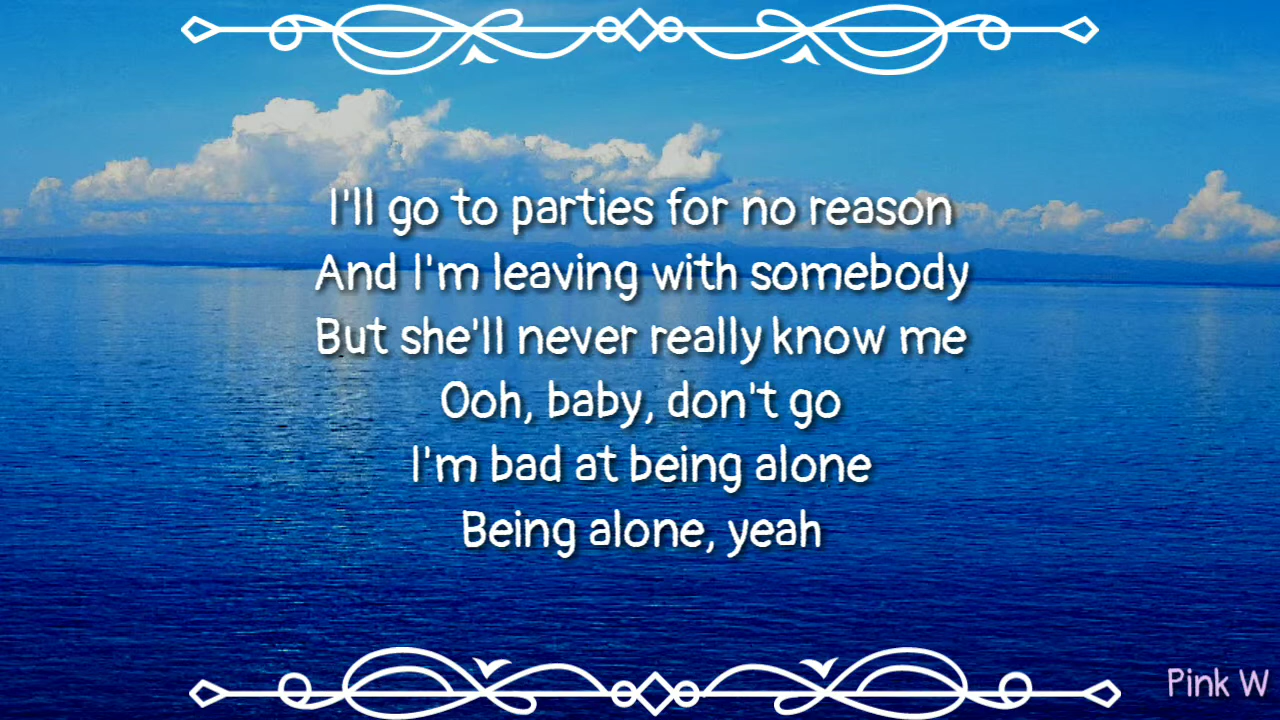 I'll go to parties for no reason
And I'm leaving with somebody
But she'll never really know me
Ooh, baby, don't go
I'm bad at being alone
Being alone, yeah
Pink W